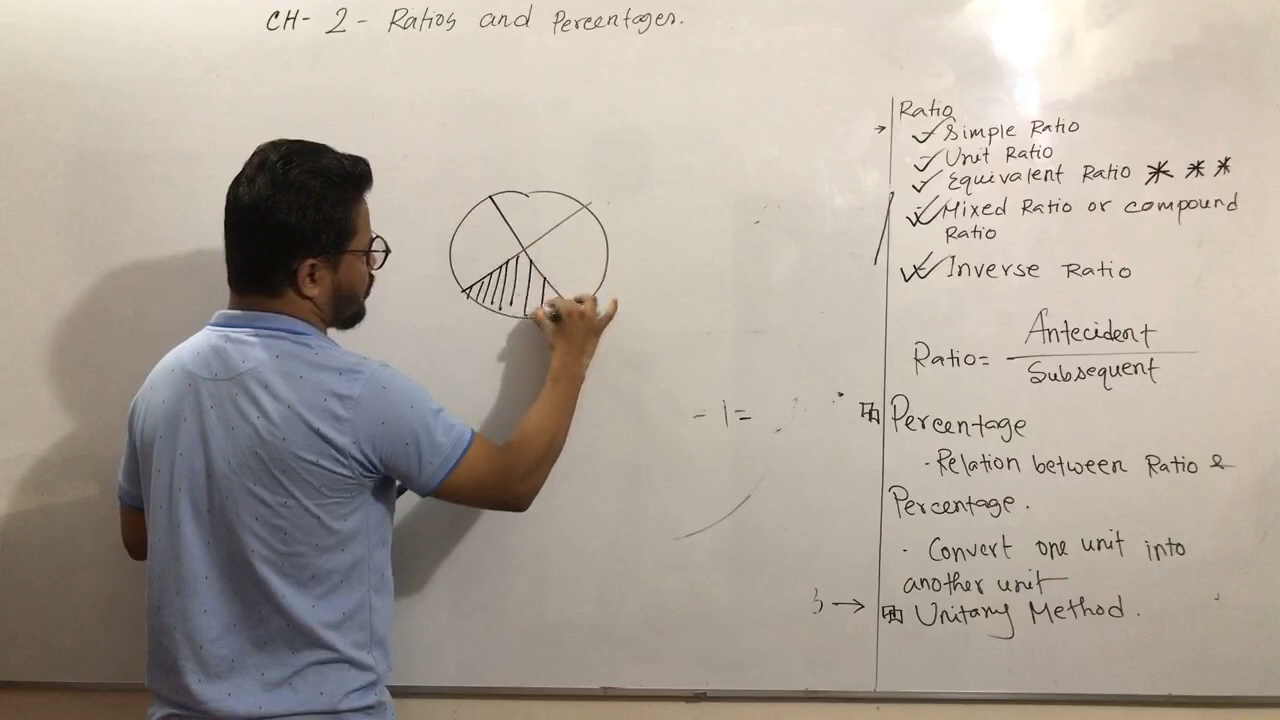 CH- 2 - Ratios and Percentages.
Ratio
Simple Ratio
Unit Ratio
Equivalent Ratio ***
Mixed Ratio or compound
Ratio
Inverse Ratio
Ratio= Antecident
Subsequent
Percentage
· Relation between Ratio &
Percentage.
· Convert one unit into
another unit
Unitary Method.
- 1 =